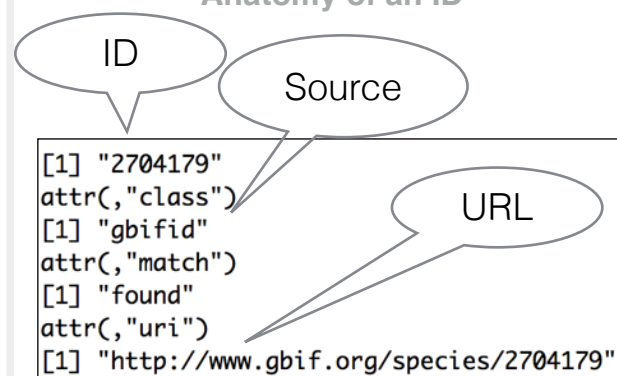 Anatomy of an ID
ID
Source
[1] "2704179"
attr(,"class")
[1] "gbifid"
URL
attr(,"match")
[1] "found"
attr(,"uri")
[1] "http://www.gbif.org/species/2704179"